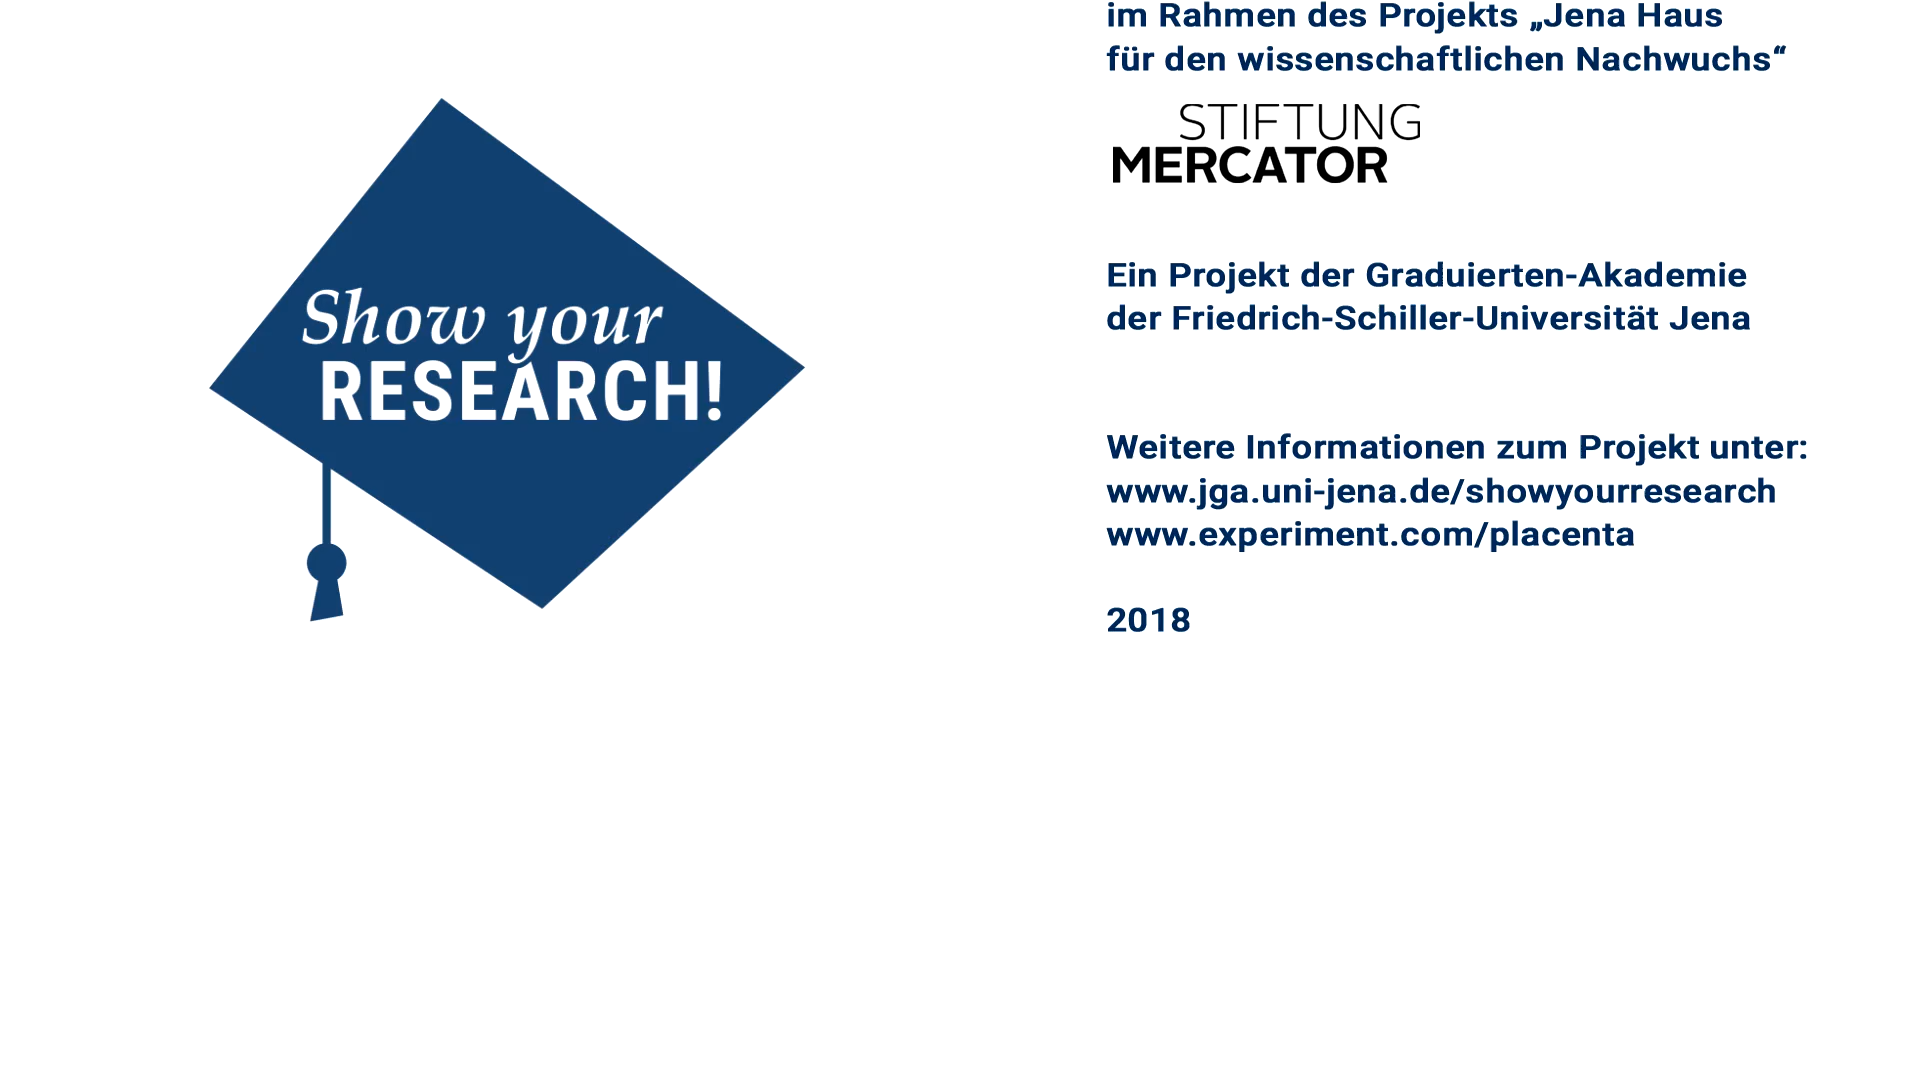 Show your
RESEARCH!
im Rahmen des Projekts „Jena Haus
für den wissenschaftlichen Nachwuchs“
STIFTUNG
MERCATOR
Ein Projekt der Graduierten-Akademie
der Friedrich-Schiller-Universität Jena
Weitere Informationen zum Projekt unter:
www.jga.uni-jena.de/showyourresearch
www.experiment.com/placenta
2018